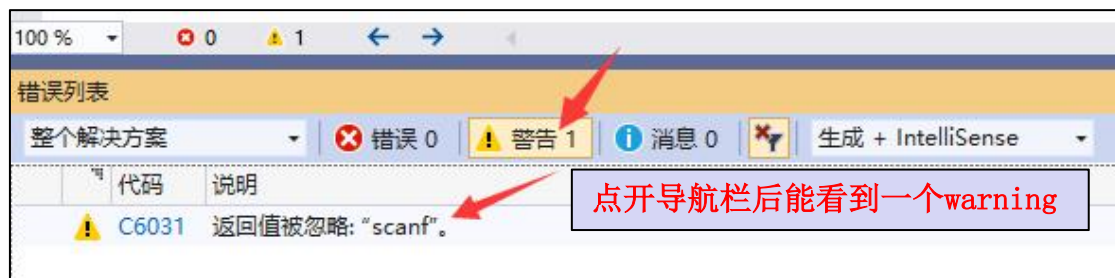 100 % 0 1
错误列表
整个解决方案 错误 0 警告 1 消息 0 生成 + IntelliSense
代码 说明
点开导航栏后能看到一个warning
C6031 返回值被忽略: “scanf”。